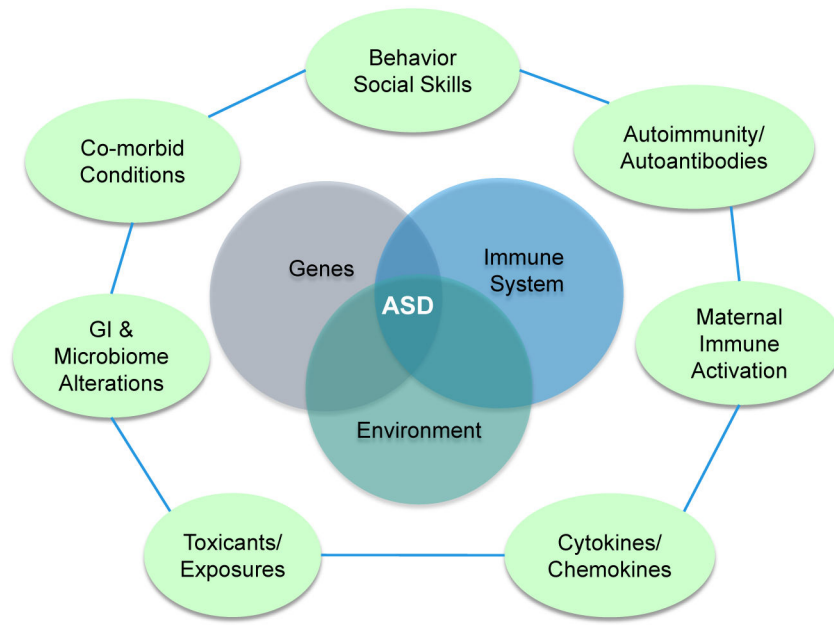 Behavior
Social Skills
Co-morbid
Conditions
Autoimmunity/
Autoantibodies
Genes
Immune
System
ASD
GI &
Microbiome
Alterations
Maternal
Immune
Activation
Environment
Toxicants/
Exposures
Cytokines/
Chemokines